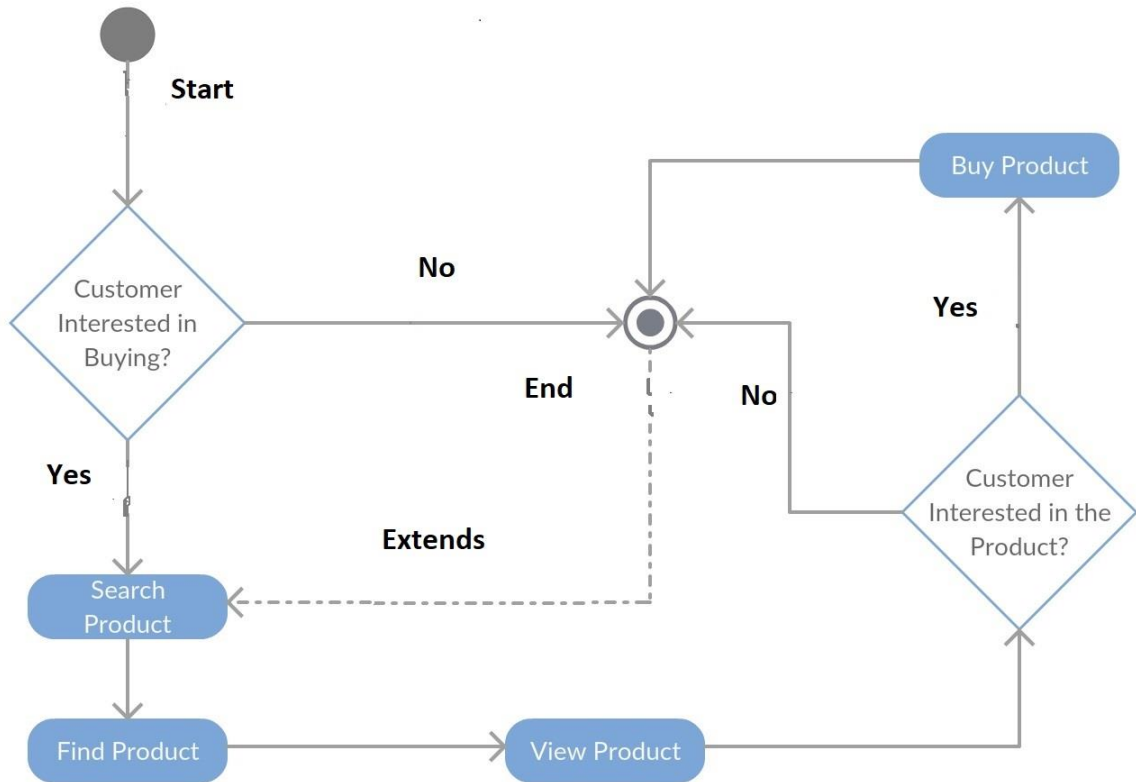 Start
Customer
Interested in
Buying?
No
Yes
End
Extends
Search
Product
Find Product
View Product
Customer
Interested in the
Product?
No
Yes
Buy Product